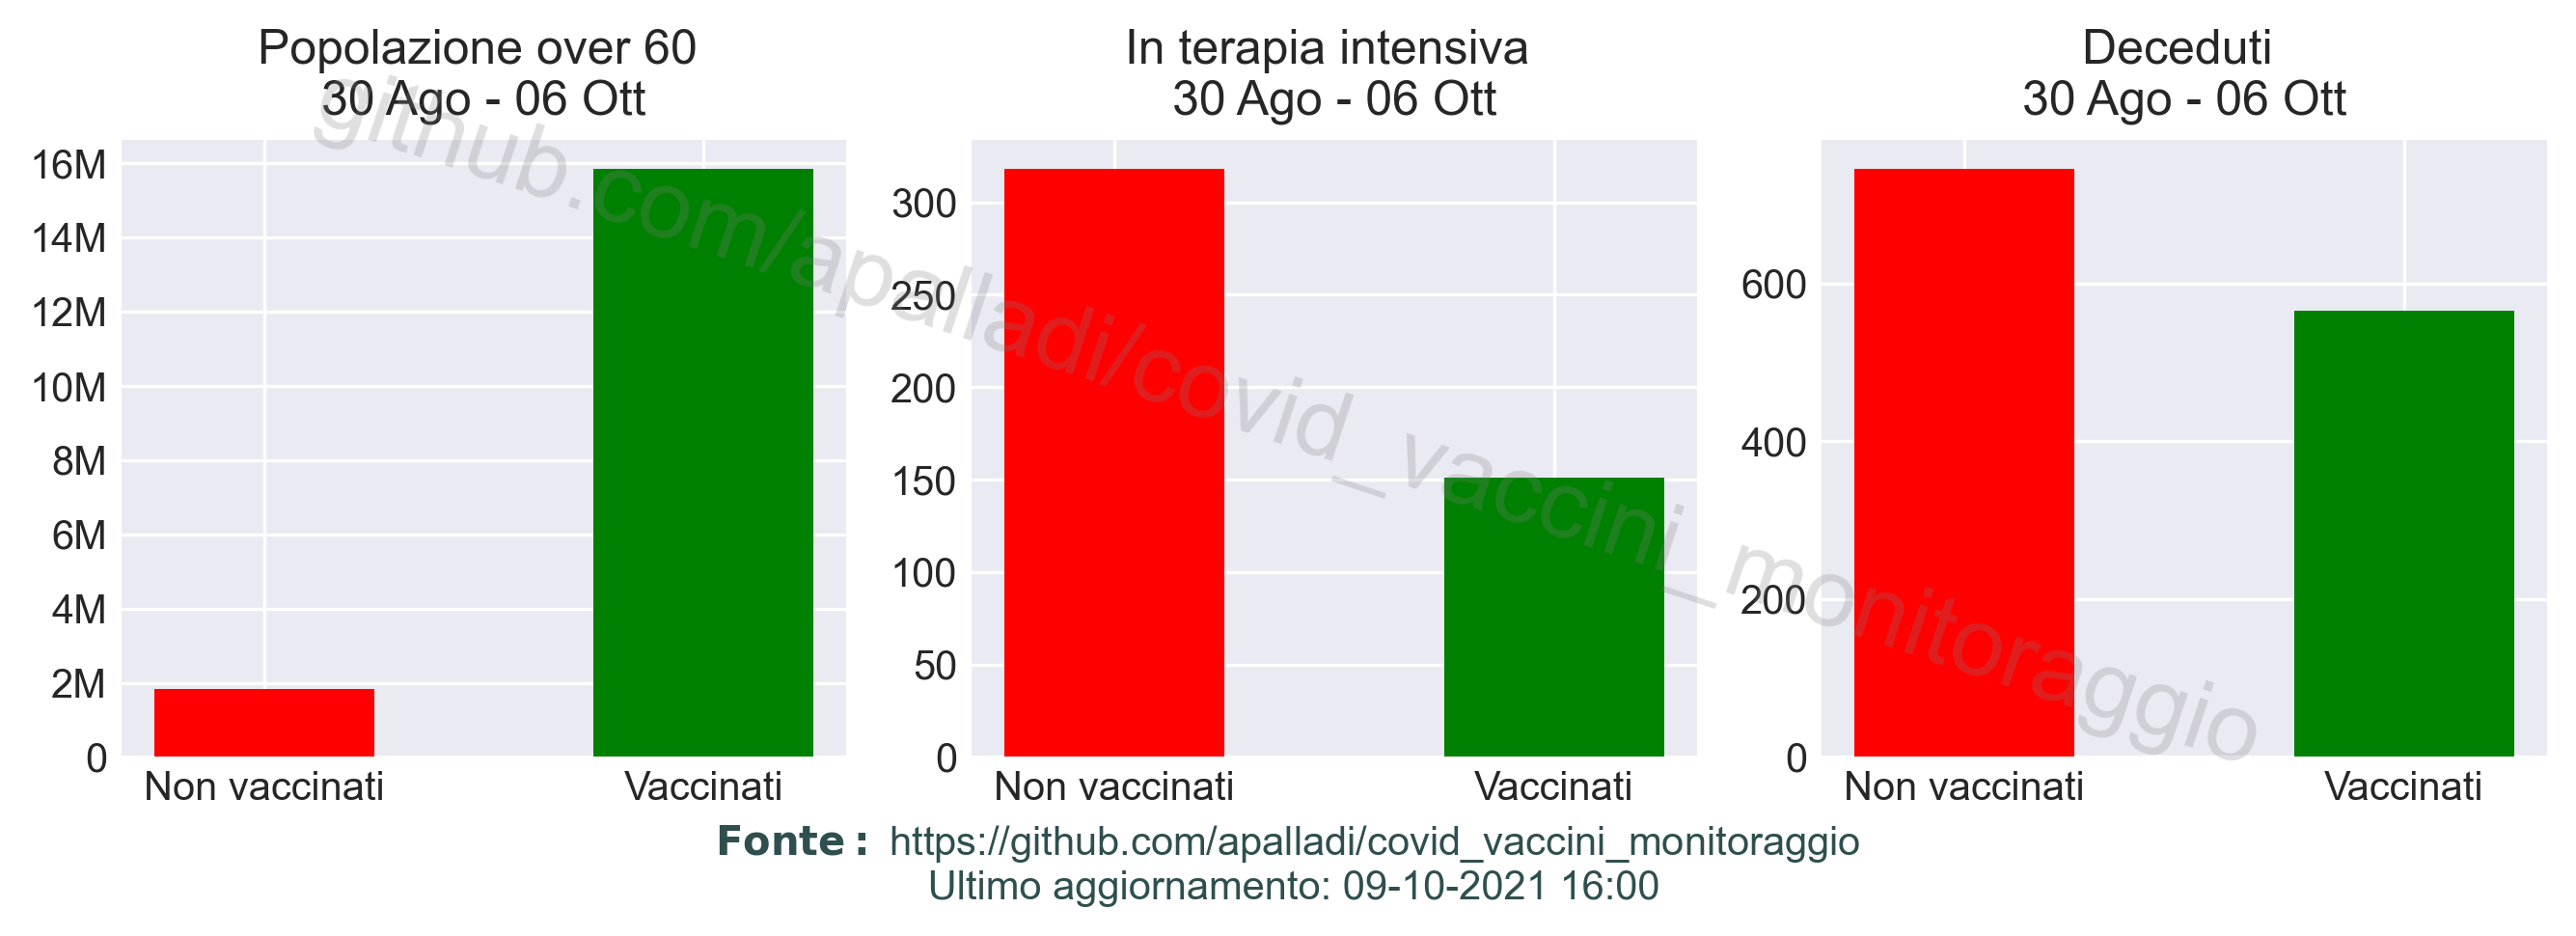 Popolazione over 60
30 Ago - 06 Ott
16M
14M
12M
10M
8M
6M
4M
2M
0
Non vaccinati
Vaccinati
In terapia intensiva
30 Ago - 06 Ott
300
250
200
150
100
50
0
Non vaccinati
Vaccinati
Deceduti
30 Ago - 06 Ott
600
400
200
0
Non vaccinati
Vaccinati
github.com/apalladi/covid_vaccini_monitoraggio
Fonte: https://github.com/apalladi/covid_vaccini_monitoraggio
Ultimo aggiornamento: 09-10-2021 16:00